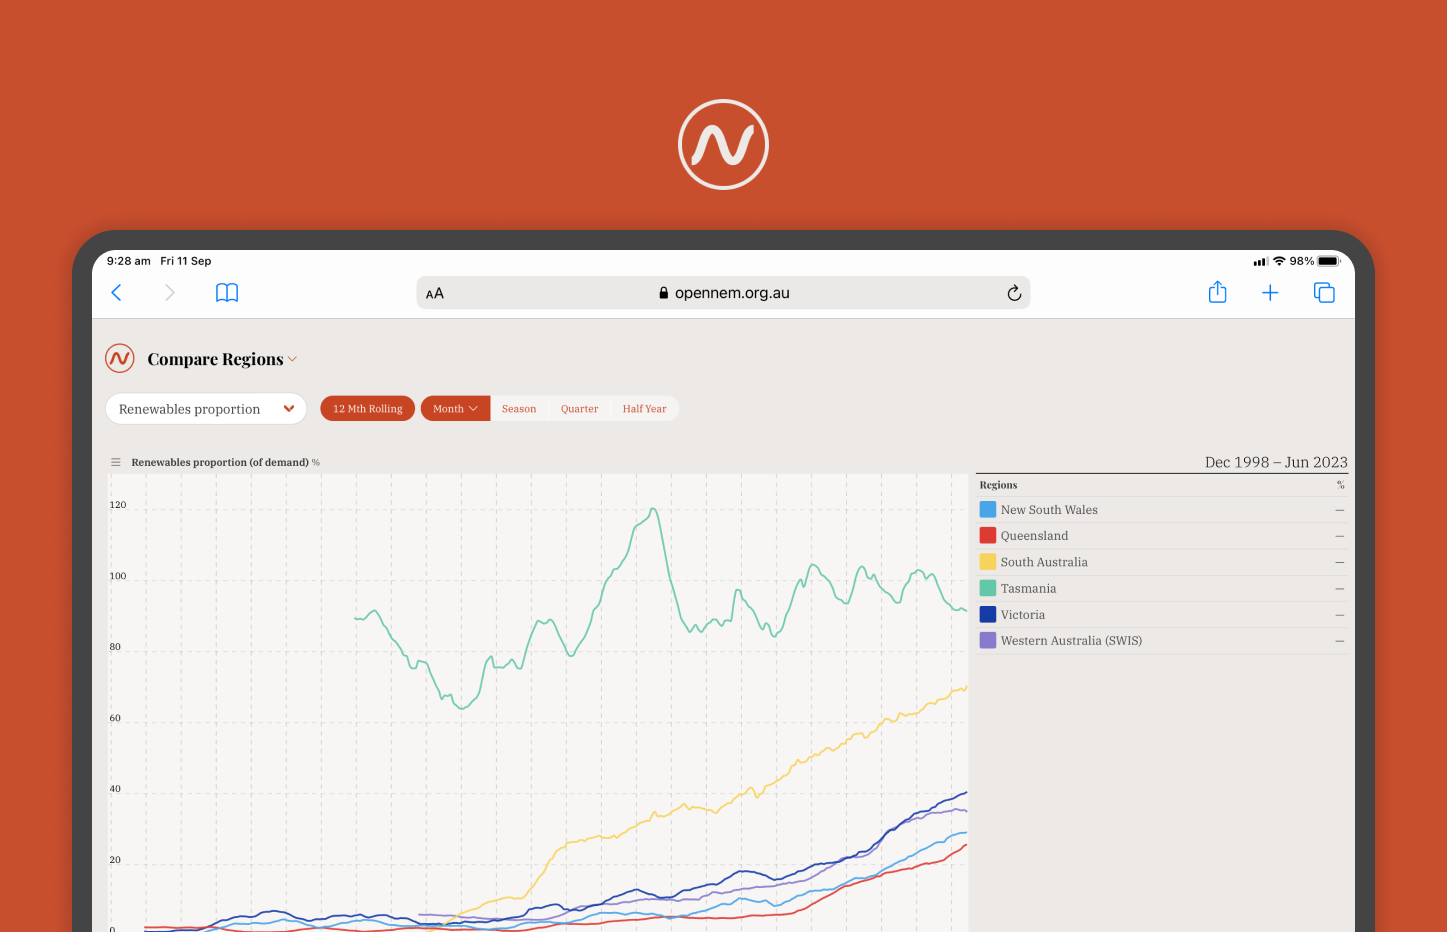 9:28 am Fri 11 Sep
98%
AA
opennem.org.au
Compare Regions
Renewables proportion
12 Mth Rolling
Month
Season
Quarter
Half Year
Renewables proportion (of demand) %
Dec 1998 – Jun 2023
120
100
80
60
40
20
0
Regions %
New South Wales –
Queensland –
South Australia –
Tasmania –
Victoria –
Western Australia (SWIS) –